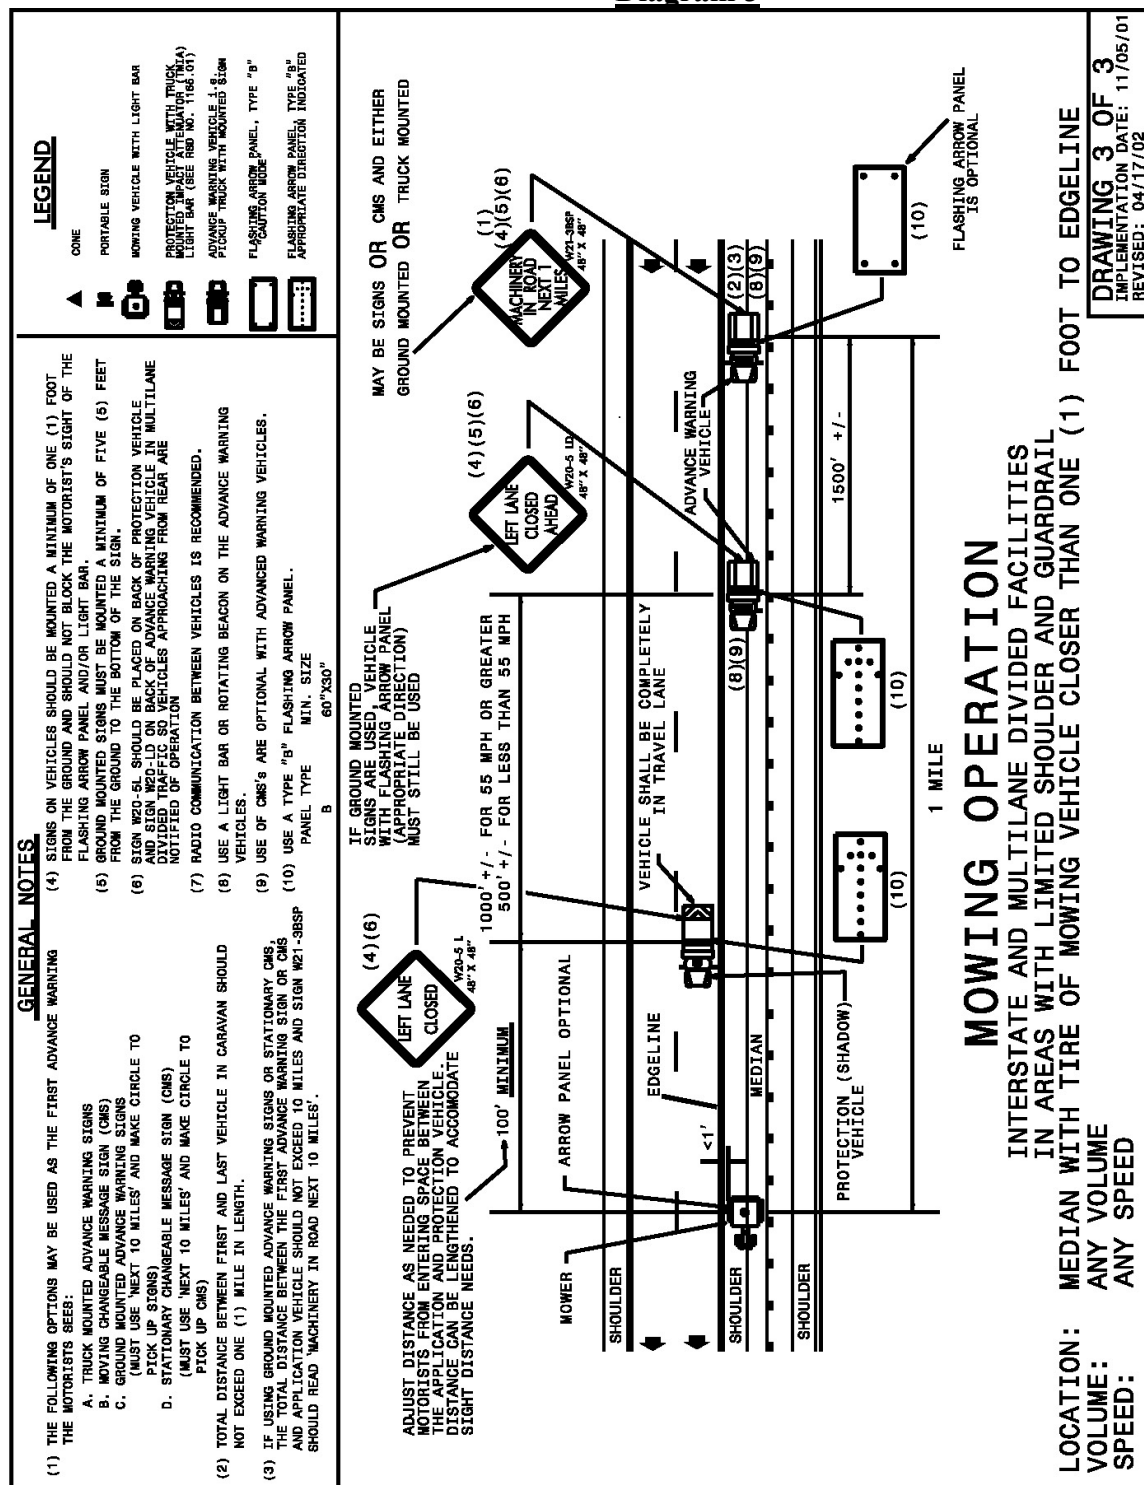 Diagram 3
GENERAL NOTES
(1) THE FOLLOWING OPTIONS MAY BE USED AS THE FIRST ADVANCE WARNING
THE MOTORISTS SEES:
A. TRUCK MOUNTED ADVANCE WARNING SIGNS
B. MOVING CHANGEABLE MESSAGE SIGN (CMS)
C. GROUND MOUNTED ADVANCE WARNING SIGNS
(MUST USE 'NEXT 10 MILES' AND MAKE CIRCLE TO
PICK UP SIGNS)
D. STATIONARY CHANGEABLE MESSAGE SIGN (CMS)
(MUST USE 'NEXT 10 MILES' AND MAKE CIRCLE TO
PICK UP CMS)
(2) TOTAL DISTANCE BETWEEN FIRST AND LAST VEHICLE IN CARAVAN SHOULD
NOT EXCEED ONE (1) MILE IN LENGTH.
(3) IF USING GROUND MOUNTED ADVANCE WARNING SIGNS OR STATIONARY CMS,
THE TOTAL DISTANCE BETWEEN THE FIRST ADVANCE WARNING SIGN OR CMS
AND APPLICATION VEHICLE SHOULD NOT EXCEED 10 MILES AND SIGN W21-3BSP
SHOULD READ 'MACHINERY IN ROAD NEXT 10 MILES'.
(4) SIGNS ON VEHICLES SHOULD BE MOUNTED A MINIMUM OF ONE (1) FOOT
FROM THE GROUND AND SHOULD NOT BLOCK THE MOTORIST'S SIGHT OF THE
FLASHING ARROW PANEL AND/OR LIGHT BAR.
(5) GROUND MOUNTED SIGNS MUST BE MOUNTED A MINIMUM OF FIVE (5) FEET
FROM THE GROUND TO THE BOTTOM OF THE SIGN.
(6) SIGN W20-5L SHOULD BE PLACED ON BACK OF PROTECTION VEHICLE
AND SIGN W20-LD ON BACK OF ADVANCE WARNING VEHICLE IN MULTILANE
DIVIDED TRAFFIC SO VEHICLES APPROACHING FROM REAR ARE
NOTIFIED OF OPERATION
(7) RADIO COMMUNICATION BETWEEN VEHICLES IS RECOMMENDED.
(8) USE A LIGHT BAR OR ROTATING BEACON ON THE ADVANCE WARNING
VEHICLES.
(9) USE OF CMS's ARE OPTIONAL WITH ADVANCED WARNING VEHICLES.
(10) USE A TYPE "B" FLASHING ARROW PANEL.
PANEL TYPE MIN. SIZE
B 60"X30"
LEGEND
CONE
PORTABLE SIGN
MOWING VEHICLE WITH LIGHT BAR
PROTECTION VEHICLE WITH TRUCK
MOUNTED IMPACT ATTENUATOR (TMIA)
LIGHT BAR (SEE RBD NO. 1166.01)
ADVANCE WARNING VEHICLE i.e.
PICKUP TRUCK WITH MOUNTED SIGN
FLASHING ARROW PANEL, TYPE "B"
"CAUTION MODE"
FLASHING ARROW PANEL, TYPE "B"
APPROPRIATE DIRECTION INDICATED
ADJUST DISTANCE AS NEEDED TO PREVENT
MOTORISTS FROM ENTERING SPACE BETWEEN
THE APPLICATION AND PROTECTION VEHICLE.
DISTANCE CAN BE LENGTHENED TO ACCOMODATE
SIGHT DISTANCE NEEDS.
LEFT LANE
CLOSED
(4)(6)
W20-5 L
48" X 48"
IF GROUND MOUNTED
SIGNS ARE USED, VEHICLE
WITH FLASHING ARROW PANEL
(APPROPRIATE DIRECTION)
MUST STILL BE USED
LEFT LANE
CLOSED
AHEAD
(4)(5)(6)
W20-5 LD
48" X 48"
MAY BE SIGNS OR CMS AND EITHER
GROUND MOUNTED OR TRUCK MOUNTED
MACHINERY
IN ROAD
NEXT 1
MILES
(1)
(4)(5)(6)
W21-3BSP
48" X 48"
100' MINIMUM
1000' +/- FOR 55 MPH OR GREATER
500' +/- FOR LESS THAN 55 MPH
MOWER
ARROW PANEL OPTIONAL
EDGELINE
VEHICLE SHALL BE COMPLETELY
IN TRAVEL LANE
ADVANCE WARNING
VEHICLE
SHOULDER
SHOULDER
<1'
MEDIAN
(8)(9)
(2)(3)
(8)(9)
SHOULDER
PROTECTION (SHADOW)
VEHICLE
(10)
(10)
1500' +/-
(10)
FLASHING ARROW PANEL
IS OPTIONAL
1 MILE
MOWING OPERATION
INTERSTATE AND MULTILANE DIVIDED FACILITIES
IN AREAS WITH LIMITED SHOULDER AND GUARDRAIL
LOCATION: MEDIAN WITH TIRE OF MOWING VEHICLE CLOSER THAN ONE (1) FOOT TO EDGELINE
VOLUME: ANY VOLUME
SPEED: ANY SPEED
DRAWING 3 OF 3
IMPLEMENTATION DATE: 11/05/01
REVISED: 04/17/02